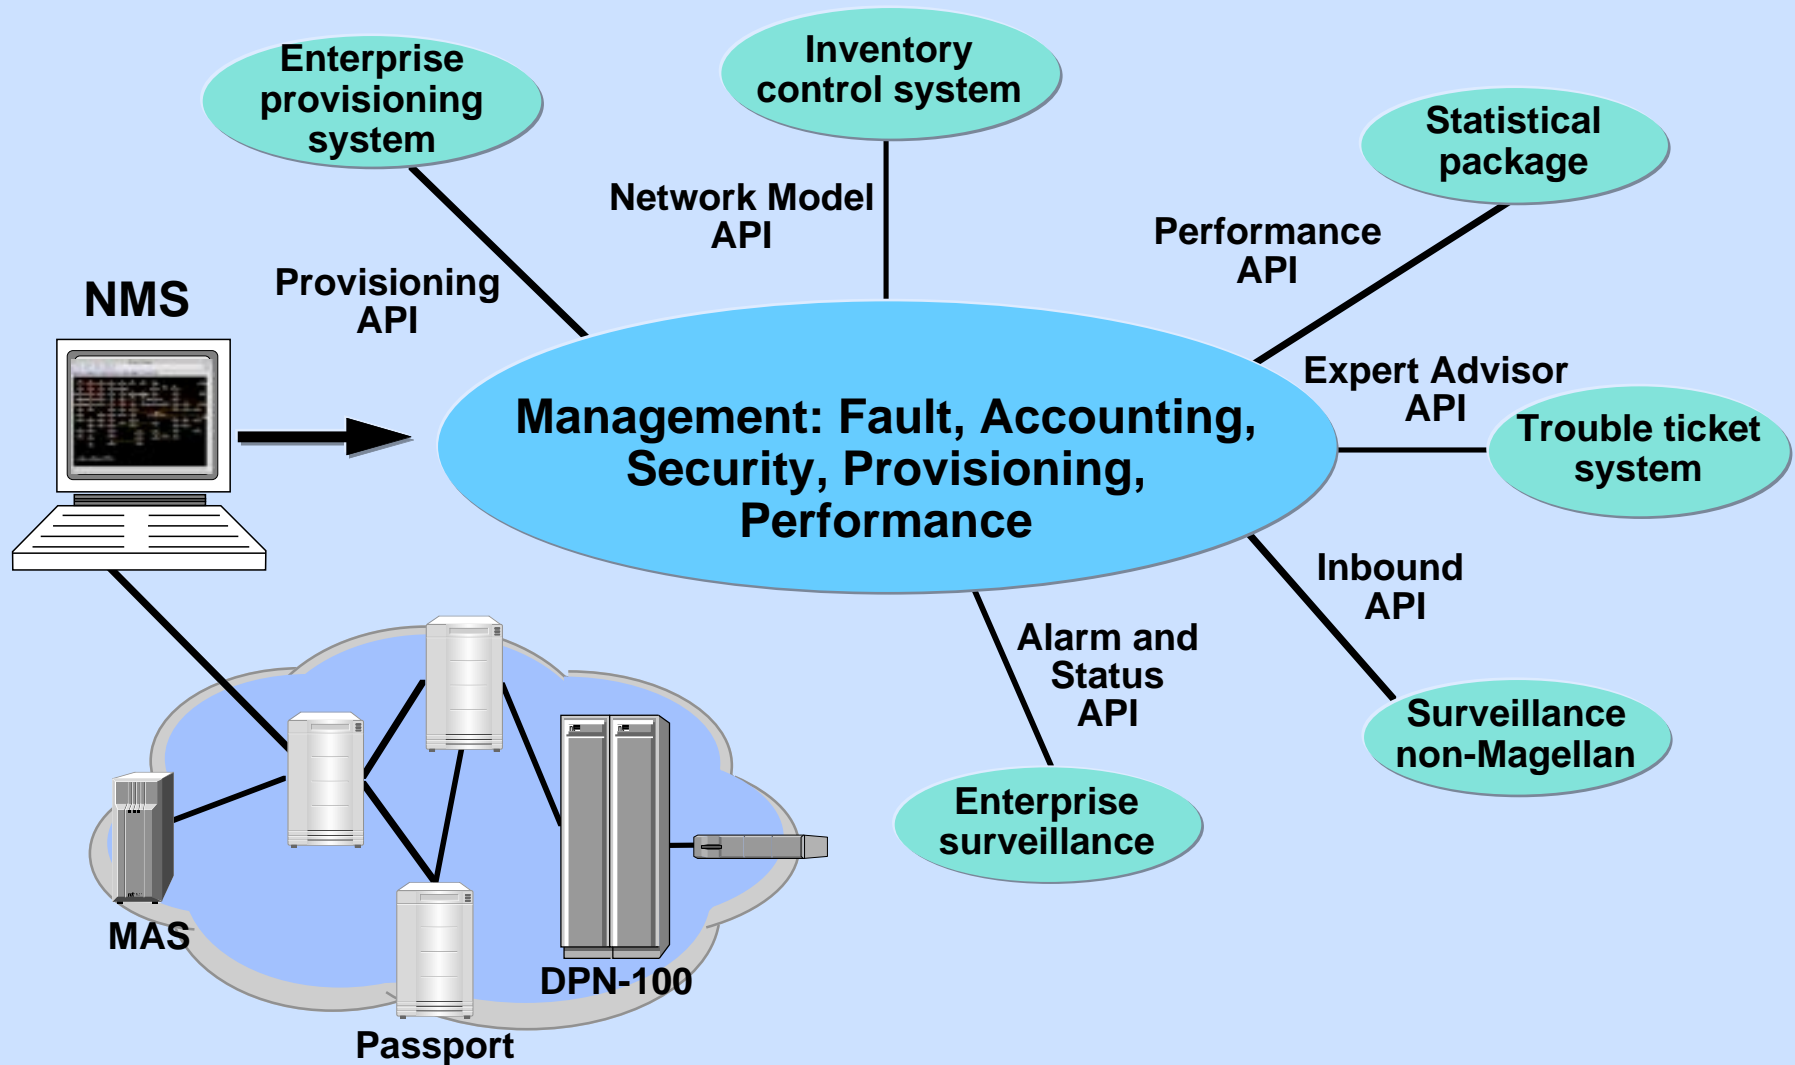 Enterprise
provisioning
system
Inventory
control system
Statistical
package
Network Model
API
Performance
API
Provisioning
API
NMS
Expert Advisor
API
Management: Fault, Accounting,
Security, Provisioning,
Performance
Trouble ticket
system
Inbound
API
Alarm and
Status
API
Surveillance
non-Magellan
Enterprise
surveillance
MAS
DPN-100
Passport